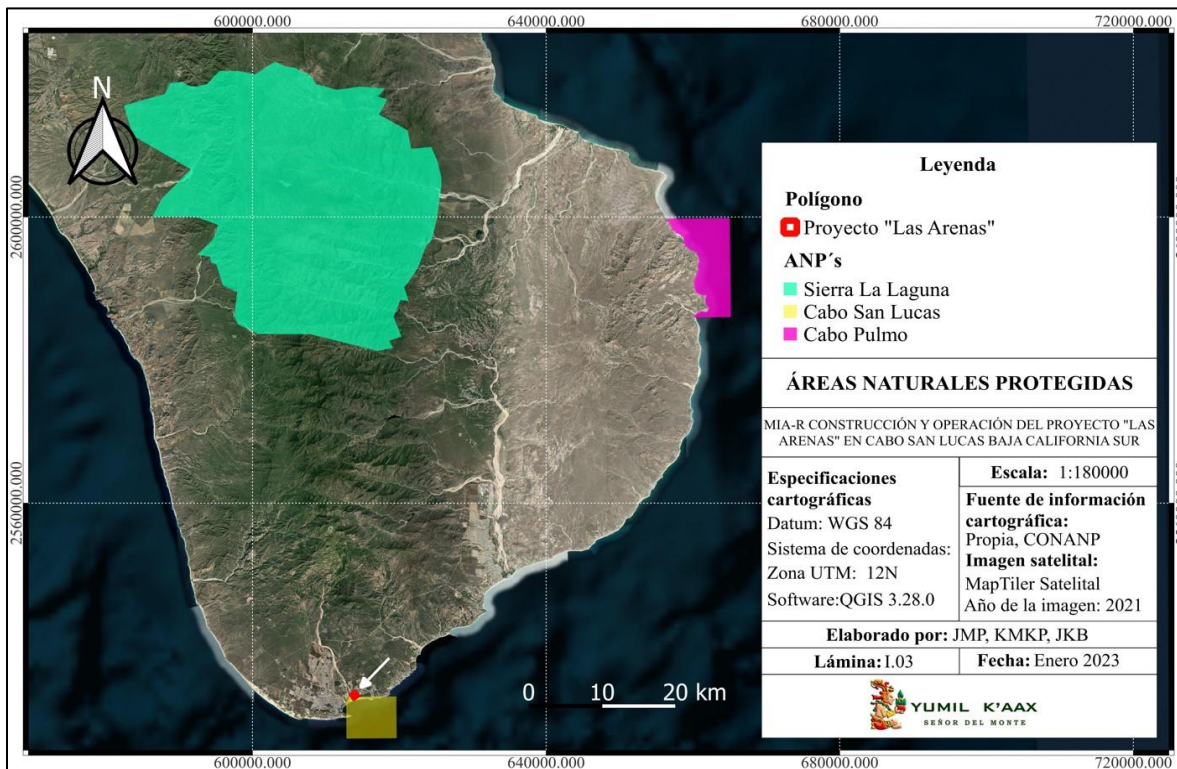 600000.000
640000.000
680000.000
720000.000
N
2600000.000
2560000.000
0 10 20 km
600000.000
640000.000
680000.000
720000.000
Leyenda
Polígono
Proyecto "Las Arenas"
ANP´s
Sierra La Laguna
Cabo San Lucas
Cabo Pulmo
ÁREAS NATURALES PROTEGIDAS
MIA-R CONSTRUCCIÓN Y OPERACIÓN DEL PROYECTO "LAS
ARENAS" EN CABO SAN LUCAS BAJA CALIFORNIA SUR
Especificaciones
cartográficas
Datum: WGS 84
Sistema de coordenadas:
Zona UTM: 12N
Software:QGIS 3.28.0
Escala: 1:180000
Fuente de información
cartográfica:
Propia, CONANP
Imagen satelital:
MapTiler Satelital
Año de la imagen: 2021
Elaborado por: JMP, KMKP, JKB
Lámina: I.03
Fecha: Enero 2023
YUMIL K'AAX
SEÑOR DEL MONTE